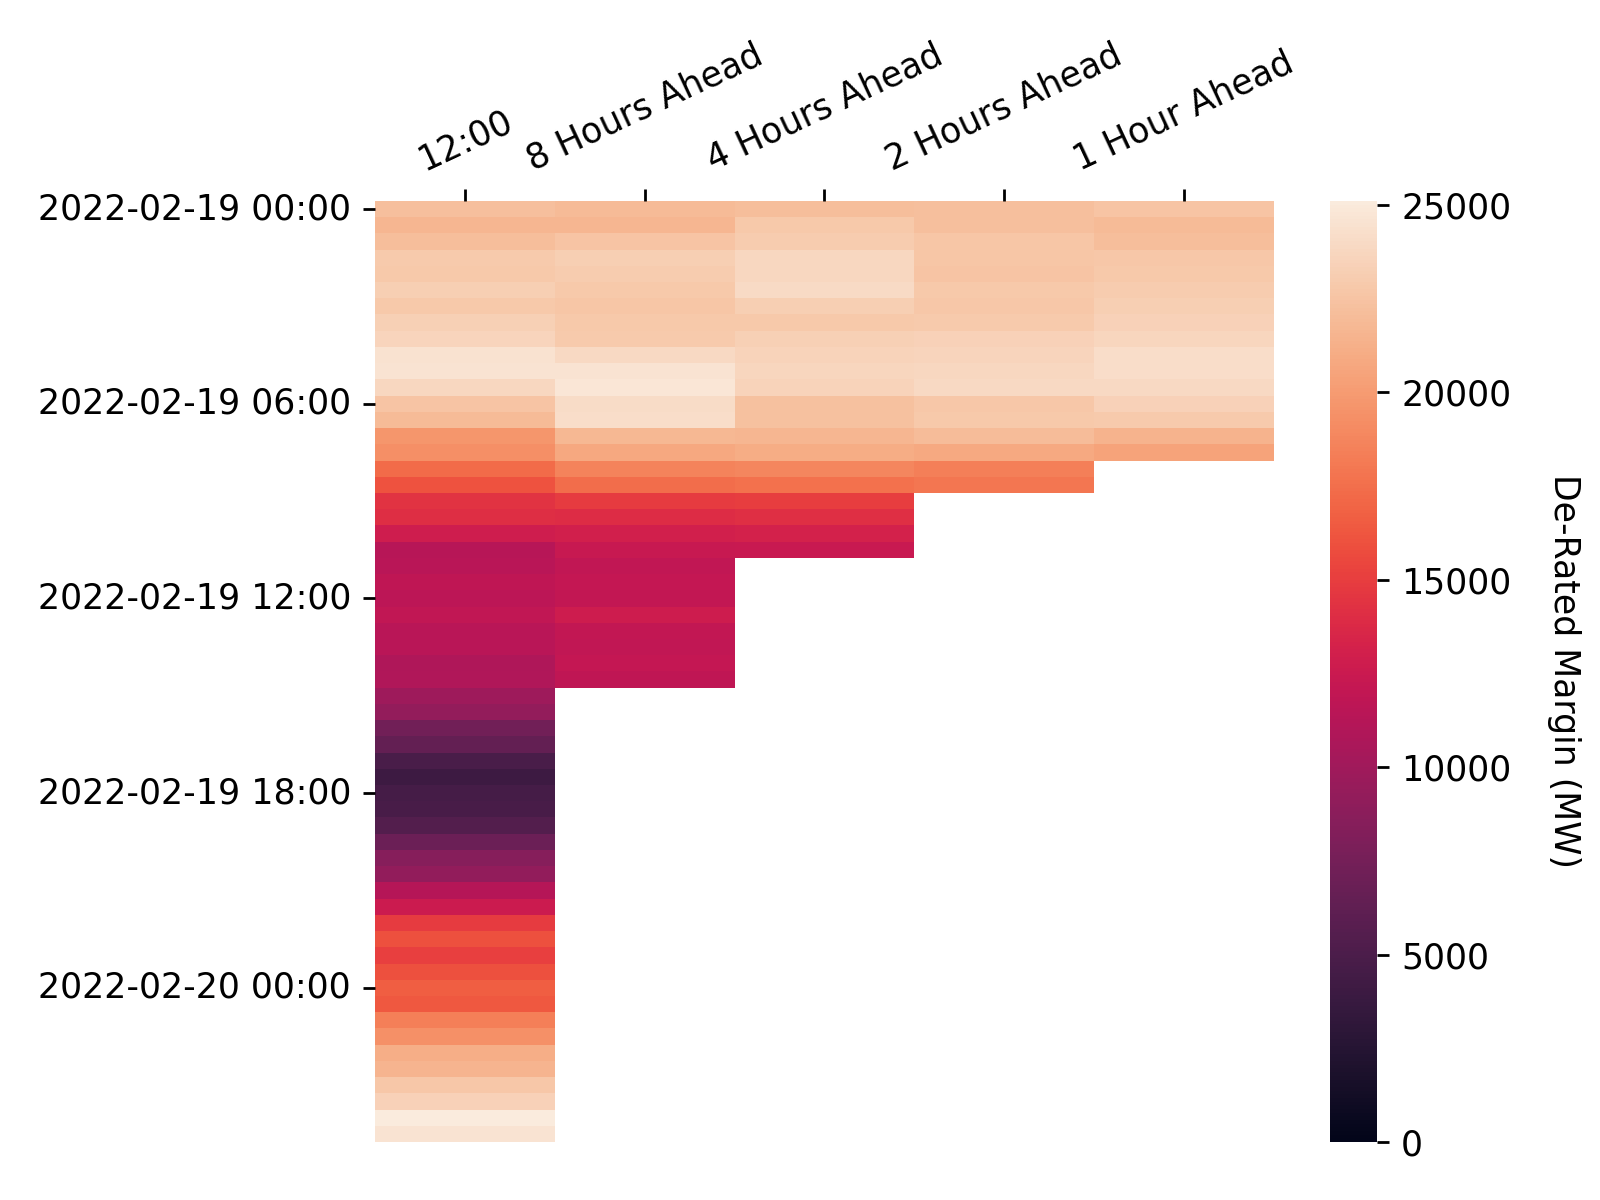 12:00
8 Hours Ahead
4 Hours Ahead
2 Hours Ahead
1 Hour Ahead
2022-02-19 00:00
2022-02-19 06:00
2022-02-19 12:00
2022-02-19 18:00
2022-02-20 00:00
25000
20000
15000
10000
5000
0
De-Rated Margin (MW)